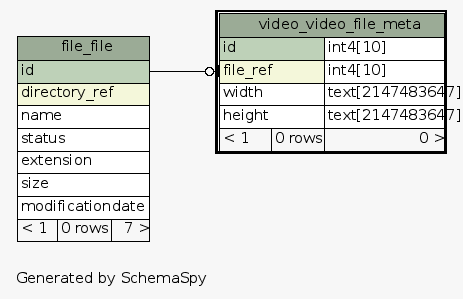 file_file
id
directory_ref
name
status
extension
size
modificationdate
< 1 0 rows 7 >
video_video_file_meta
id int4[10]
file_ref int4[10]
width text[2147483647]
height text[2147483647]
< 1 0 rows 0 >
Generated by SchemaSpy